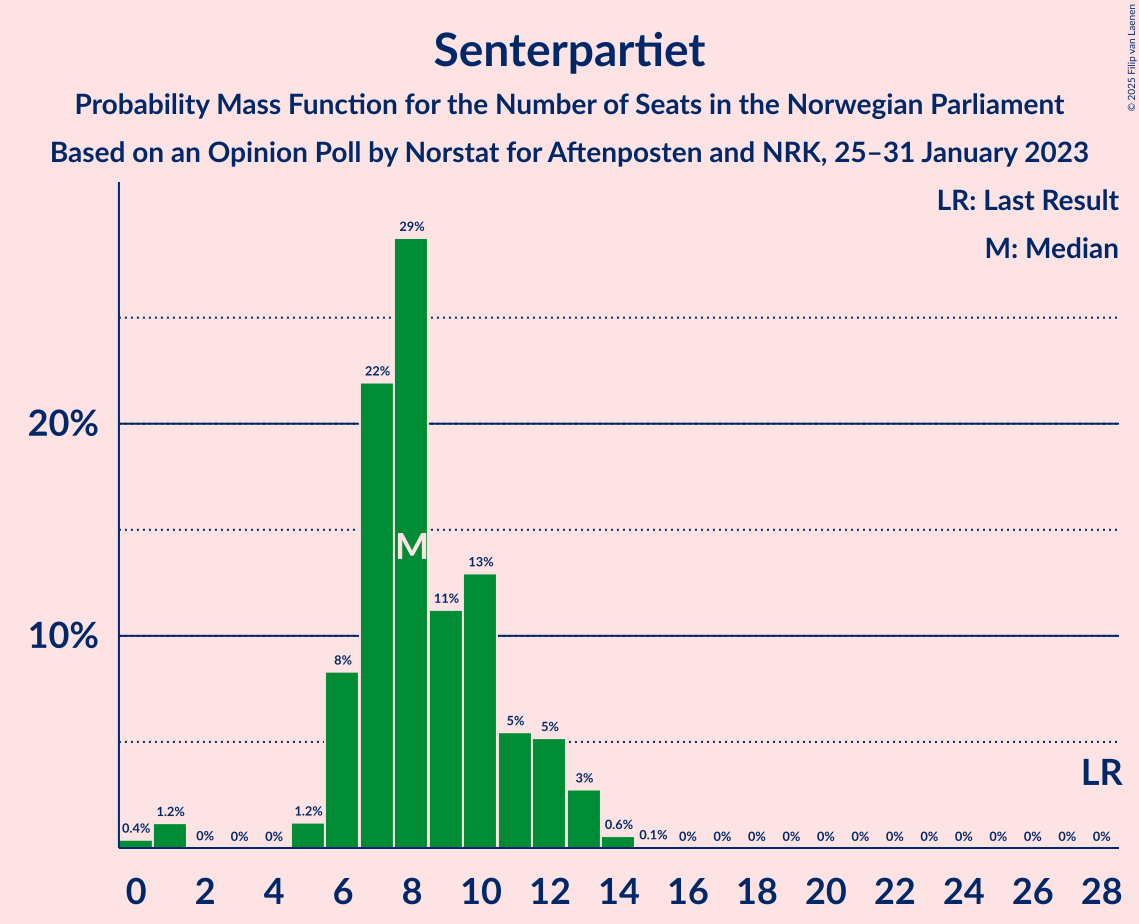 Senterpartiet
Probability Mass Function for the Number of Seats in the Norwegian Parliament
Based on an Opinion Poll by Norstat for Aftenposten and NRK, 25–31 January 2023
© 2025 Filip van Laenen
LR: Last Result
M: Median
20%
10%
0.4% 1.2% 0% 0% 0% 1.2% 8% 22% 29% 11% 13% 5% 5% 3% 0.6% 0.1% 0% 0% 0% 0% 0% 0% 0% 0% 0% 0% 0% 0% 0%
M
LR
0 2 4 6 8 10 12 14 16 18 20 22 24 26 28